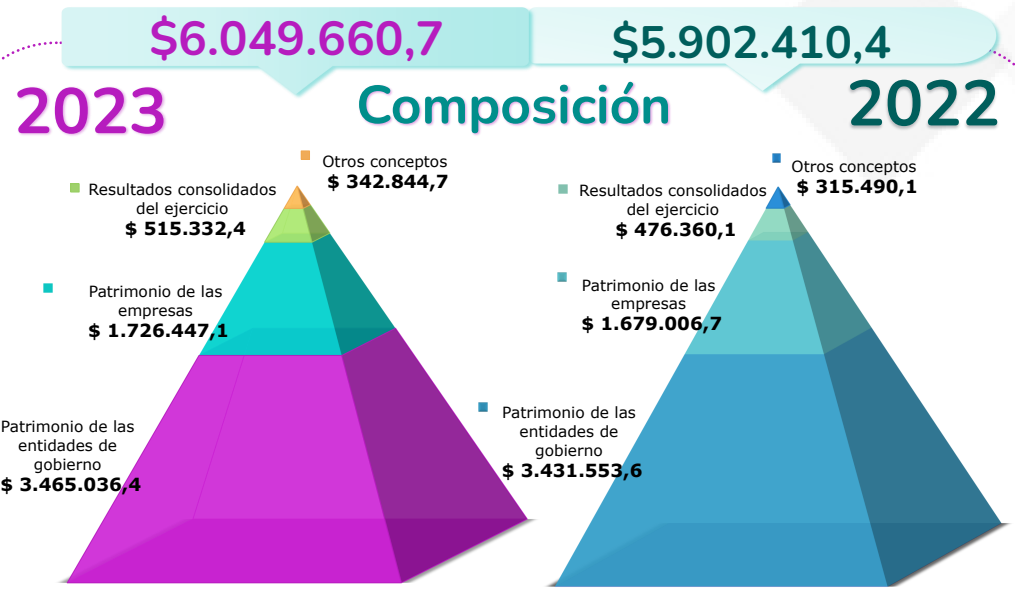 $6.049.660,7
$5.902.410,4
2023
Composición
2022
Otros conceptos
$ 342.844,7
Resultados consolidados
del ejercicio
$ 515.332,4
Patrimonio de las
empresas
$ 1.726.447,1
Patrimonio de las
entidades de
gobierno
$ 3.465.036,4
Otros conceptos
$ 315.490,1
Resultados consolidados
del ejercicio
$ 476.360,1
Patrimonio de las
empresas
$ 1.679.006,7
Patrimonio de las
entidades de
gobierno
$ 3.431.553,6